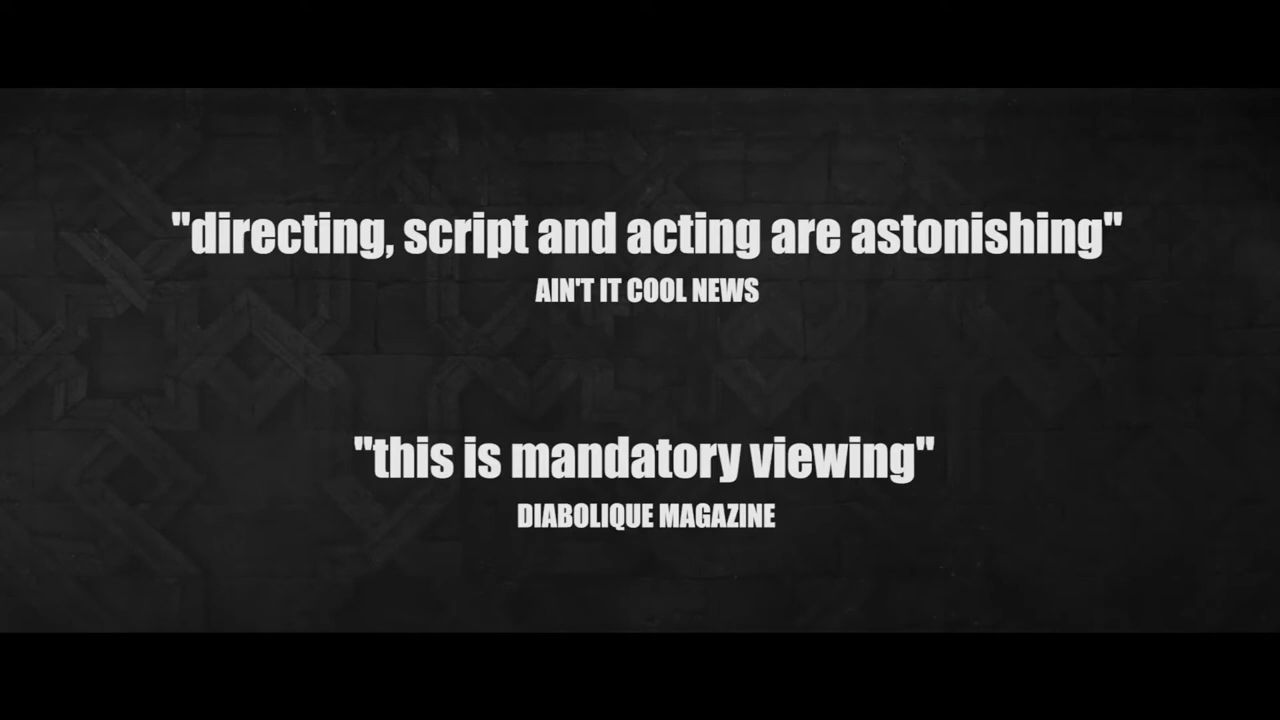 "directing, script and acting are astonishing"
AIN'T IT COOL NEWS
"this is mandatory viewing"
DIABOLIQUE MAGAZINE